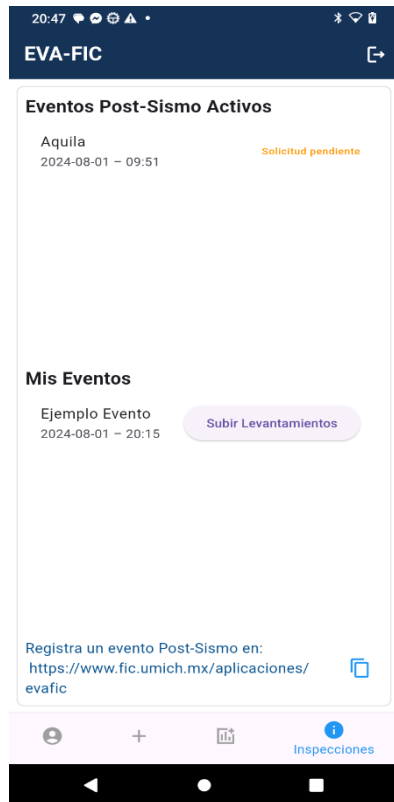 20:47
EVA-FIC
Eventos Post-Sismo Activos
Aquila
2024-08-01 – 09:51
Solicitud pendiente
Mis Eventos
Ejemplo Evento
2024-08-01 – 20:15
Subir Levantamientos
Registra un evento Post-Sismo en:
https://www.fic.umich.mx/aplicaciones/
evafic
Inspecciones